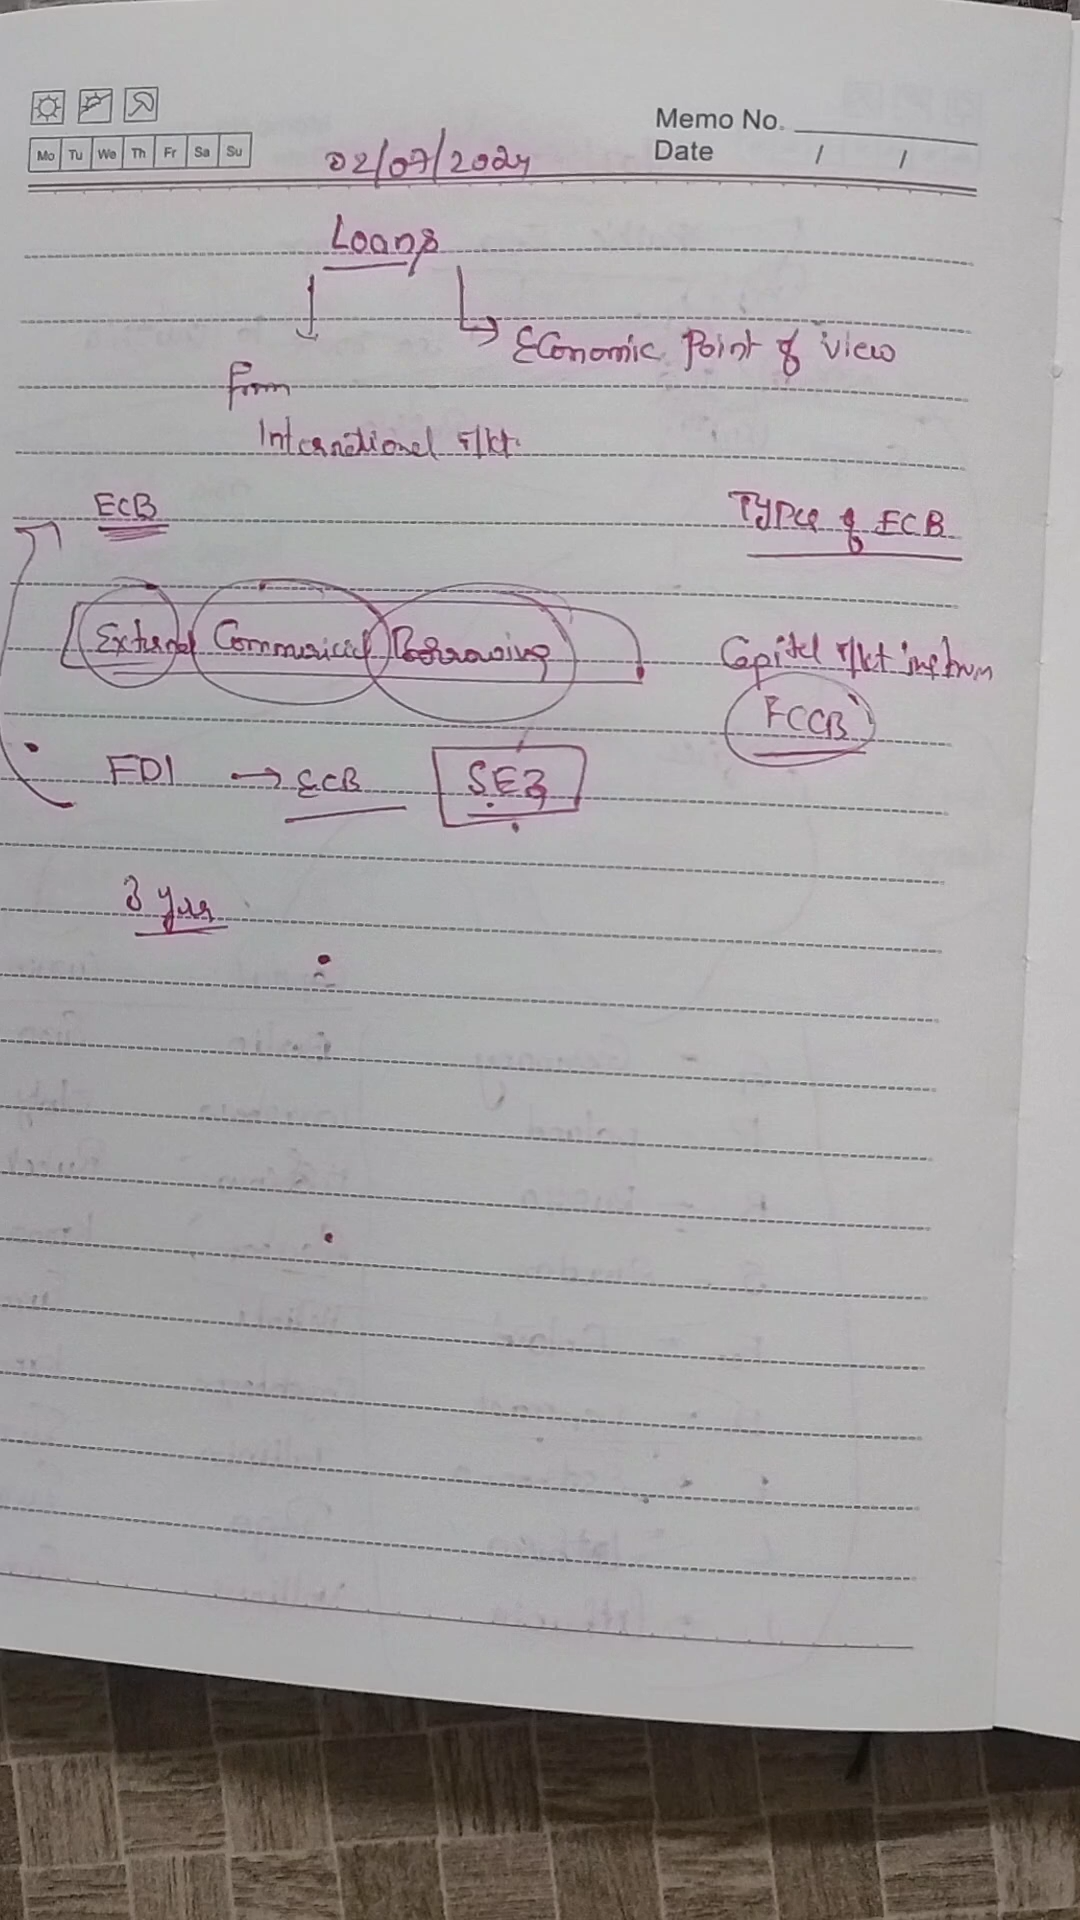 Memo No.
Mo Tu We Th Fr Sa Su
Date / /
02/07/2024
Loans
Economic Point of view
from
International Mkt.
ECB
Types of ECB
External Commericial Borrowing
Capital Mkt instrum
FCCB
FDI → ECB SEZ
3 yrs